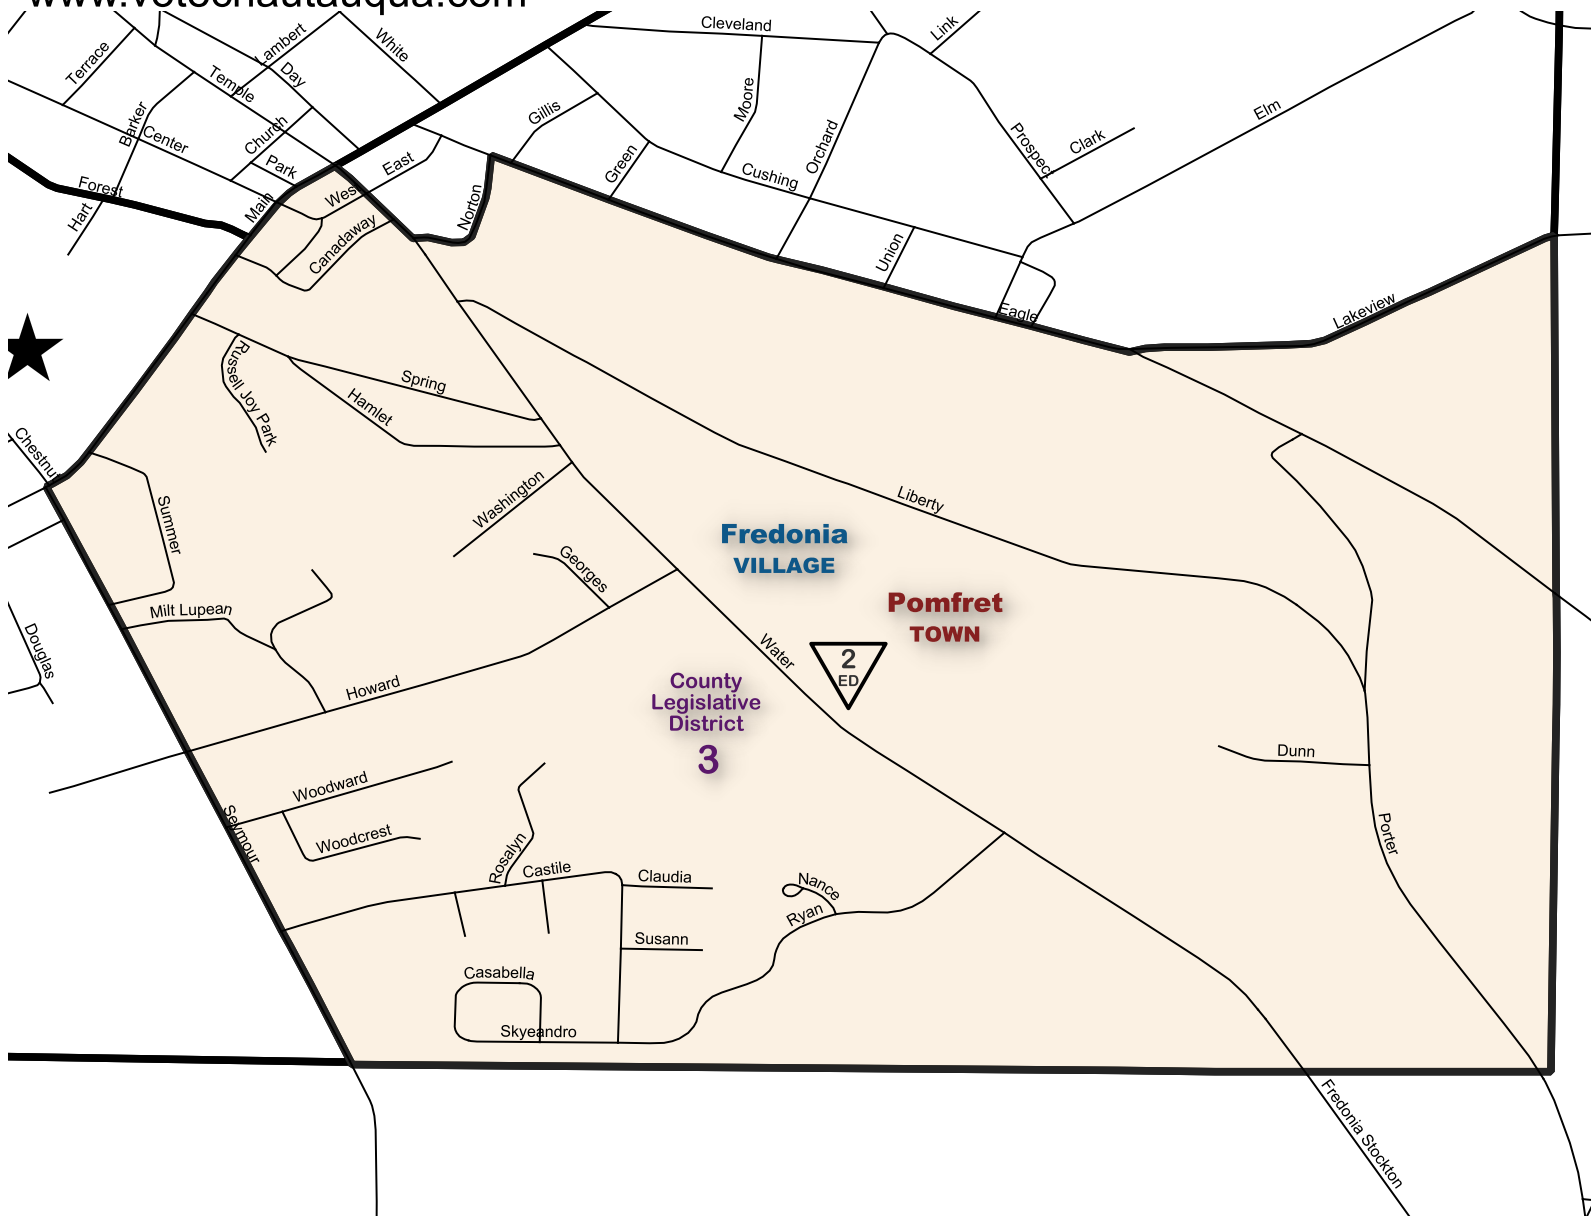 www.votechautauqua.com
Cleveland
Link
White
Lambert
Terrace
Day
Temple
Moore
Elm
Gillis
Barker
Church
Center
Orchard
Prospect
Clark
Park
East
Green
Cushing
Forest
West
Main
Norton
Hart
Canadaway
Union
Eagle
Lakeview
Russell Joy Park
Spring
Hamlet
Chestnut
Washington
Liberty
Summer
Fredonia
VILLAGE
Georges
Pomfret
TOWN
Milt Lupean
Douglas
Water
2
ED
County
Legislative
District
3
Howard
Dunn
Woodward
Seymour
Woodcrest
Porter
Rosalyn
Castile
Claudia
Nance
Ryan
Susann
Casabella
Skyeandro
Fredonia Stockton